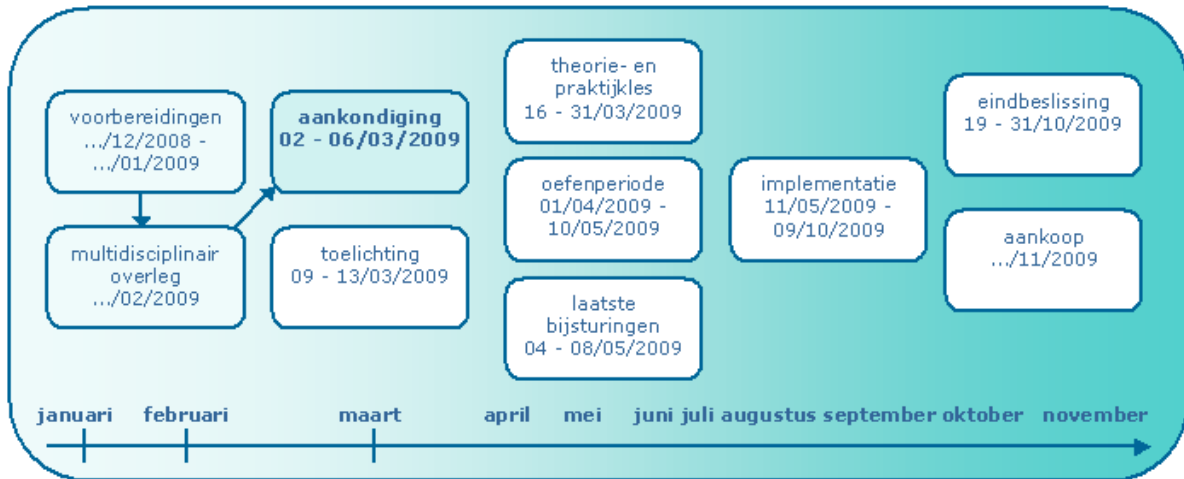 voorbereidingen
.../12/2008 -
.../01/2009
multidisciplinair
overleg
.../02/2009
aankondiging
02 - 06/03/2009
toelichting
09 - 13/03/2009
theorie- en
praktijkles
16 - 31/03/2009
oefenperiode
01/04/2009 -
10/05/2009
laatste
bijsturingen
04 - 08/05/2009
implementatie
11/05/2009 -
09/10/2009
eindbeslissing
19 - 31/10/2009
aankoop
.../11/2009
januari februari maart april mei juni juli augustus september oktober november